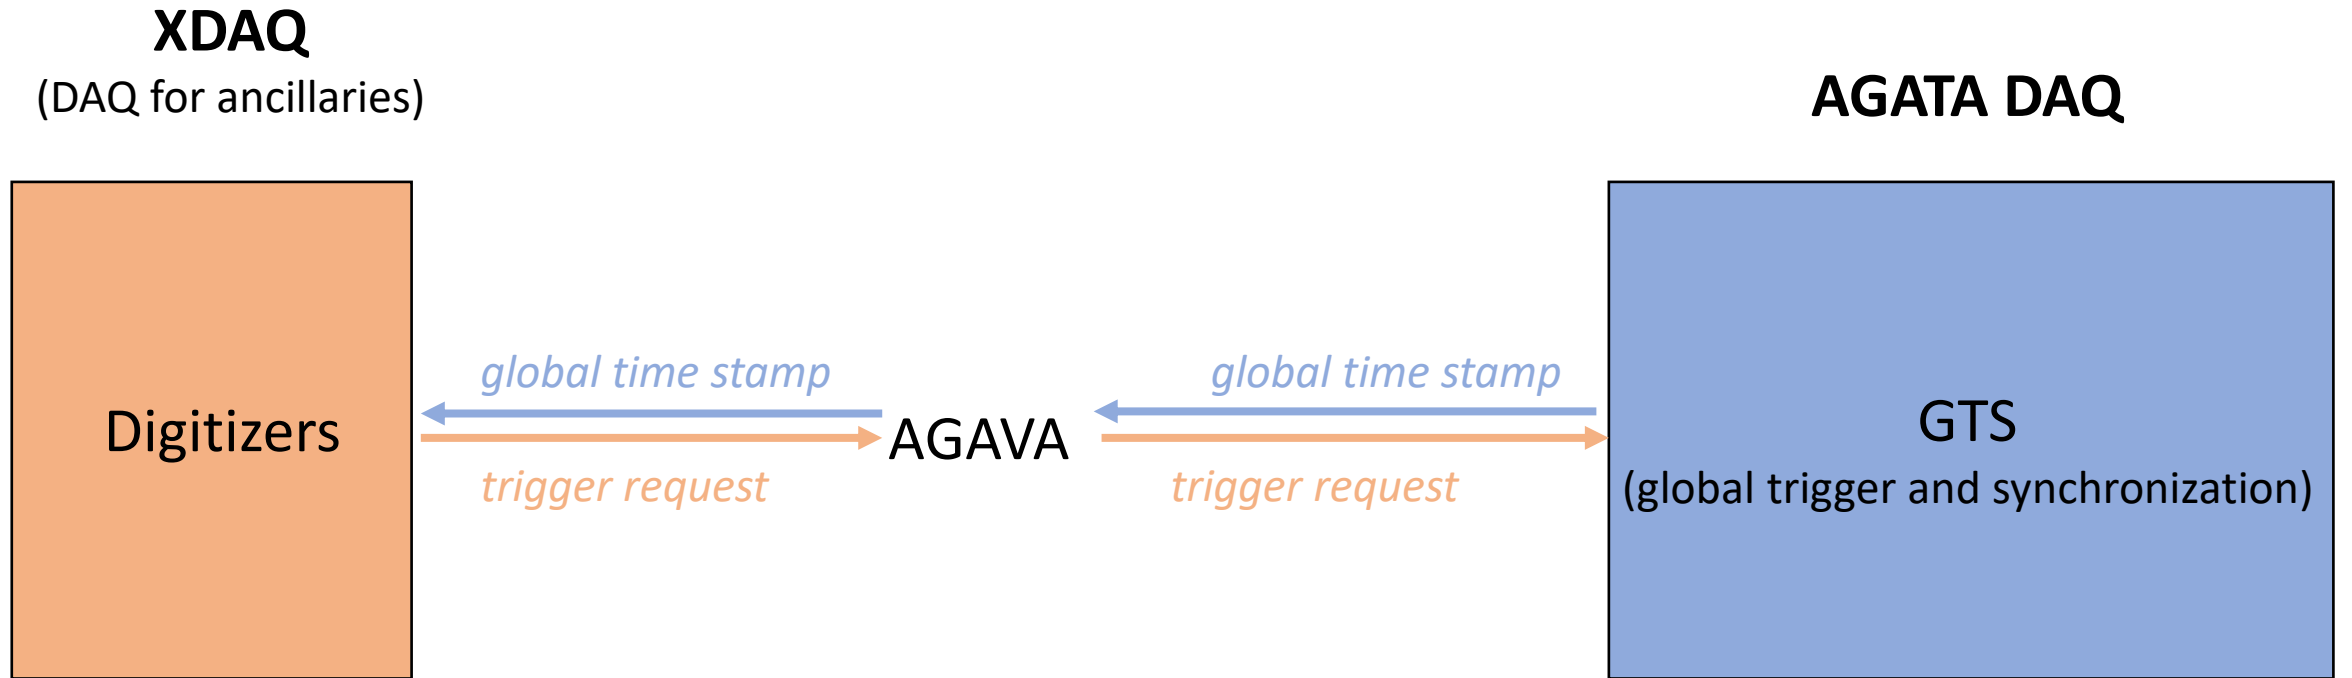 XDAQ
(DAQ for ancillaries)
AGATA DAQ
global time stamp
global time stamp
Digitizers
AGAVA
GTS
(global trigger and synchronization)
trigger request
trigger request